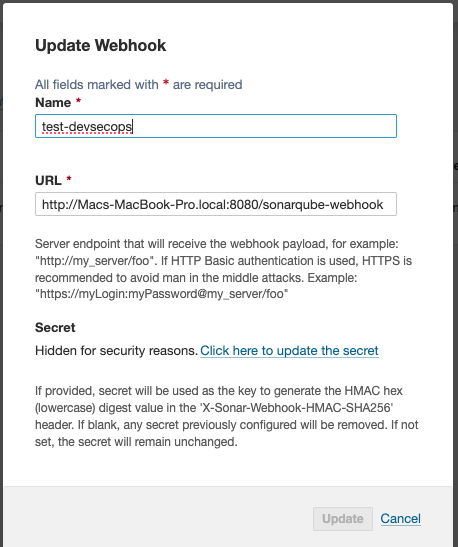 Update Webhook
All fields marked with * are required
Name *
test-devsecops
URL *
http://Macs-MacBook-Pro.local:8080/sonarqube-webhook
Server endpoint that will receive the webhook payload, for example:
"http://my_server/foo". If HTTP Basic authentication is used, HTTPS is
recommended to avoid man in the middle attacks. Example:
"https://myLogin:myPassword@my_server/foo"
Secret
Hidden for security reasons. Click here to update the secret
If provided, secret will be used as the key to generate the HMAC hex
(lowercase) digest value in the 'X-Sonar-Webhook-HMAC-SHA256'
header. If blank, any secret previously configured will be removed. If not
set, the secret will remain unchanged.
Update Cancel